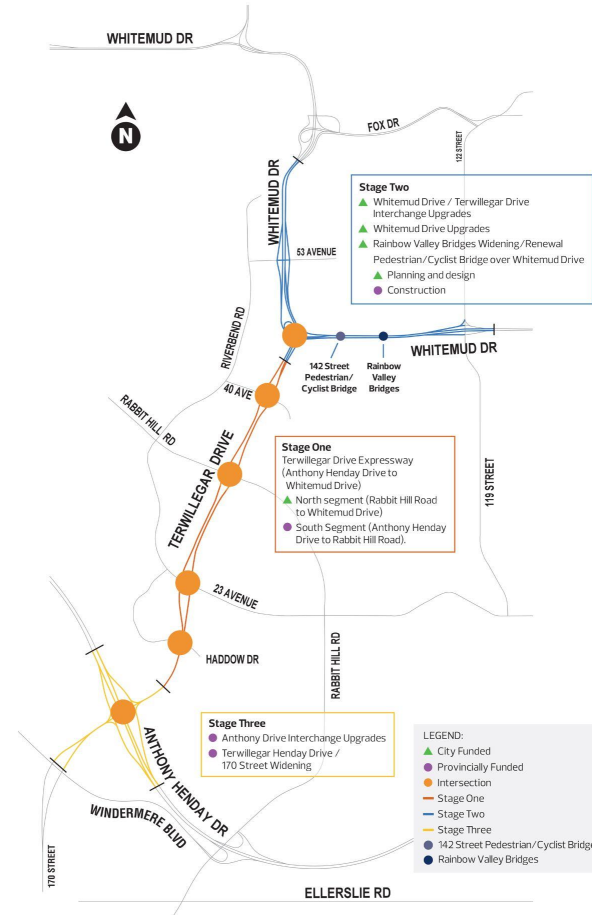 WHITEMUD DR
N
FOX DR
122 STREET
WHITEMUD DR
Stage Two
Whitemud Drive / Terwillegar Drive
Interchange Upgrades
Whitemud Drive Upgrades
Rainbow Valley Bridges Widening/Renewal
Pedestrian/Cyclist Bridge over Whitemud Drive
Planning and design
Construction
53 AVENUE
RIVERBEND RD
WHITEMUD DR
142 Street
Pedestrian/
Cyclist Bridge
Rainbow
Valley
Bridges
40 AVE
RABBIT HILL RD
TERWILLEGAR DRIVE
Stage One
Terwillegar Drive Expressway
(Anthony Henday Drive to
Whitemud Drive)
North segment (Rabbit Hill Road
to Whitemud Drive)
South Segment (Anthony Henday
Drive to Rabbit Hill Road).
119 STREET
23 AVENUE
HADDOW DR
RABBIT HILL RD
Stage Three
Anthony Drive Interchange Upgrades
Terwillegar Henday Drive /
170 Street Widening
ANTHONY HENDAY DR
WINDERMERE BLVD
170 STREET
ELLERSLIE RD
LEGEND:
City Funded
Provincially Funded
Intersection
Stage One
Stage Two
Stage Three
142 Street Pedestrian/Cyclist Bridge
Rainbow Valley Bridges